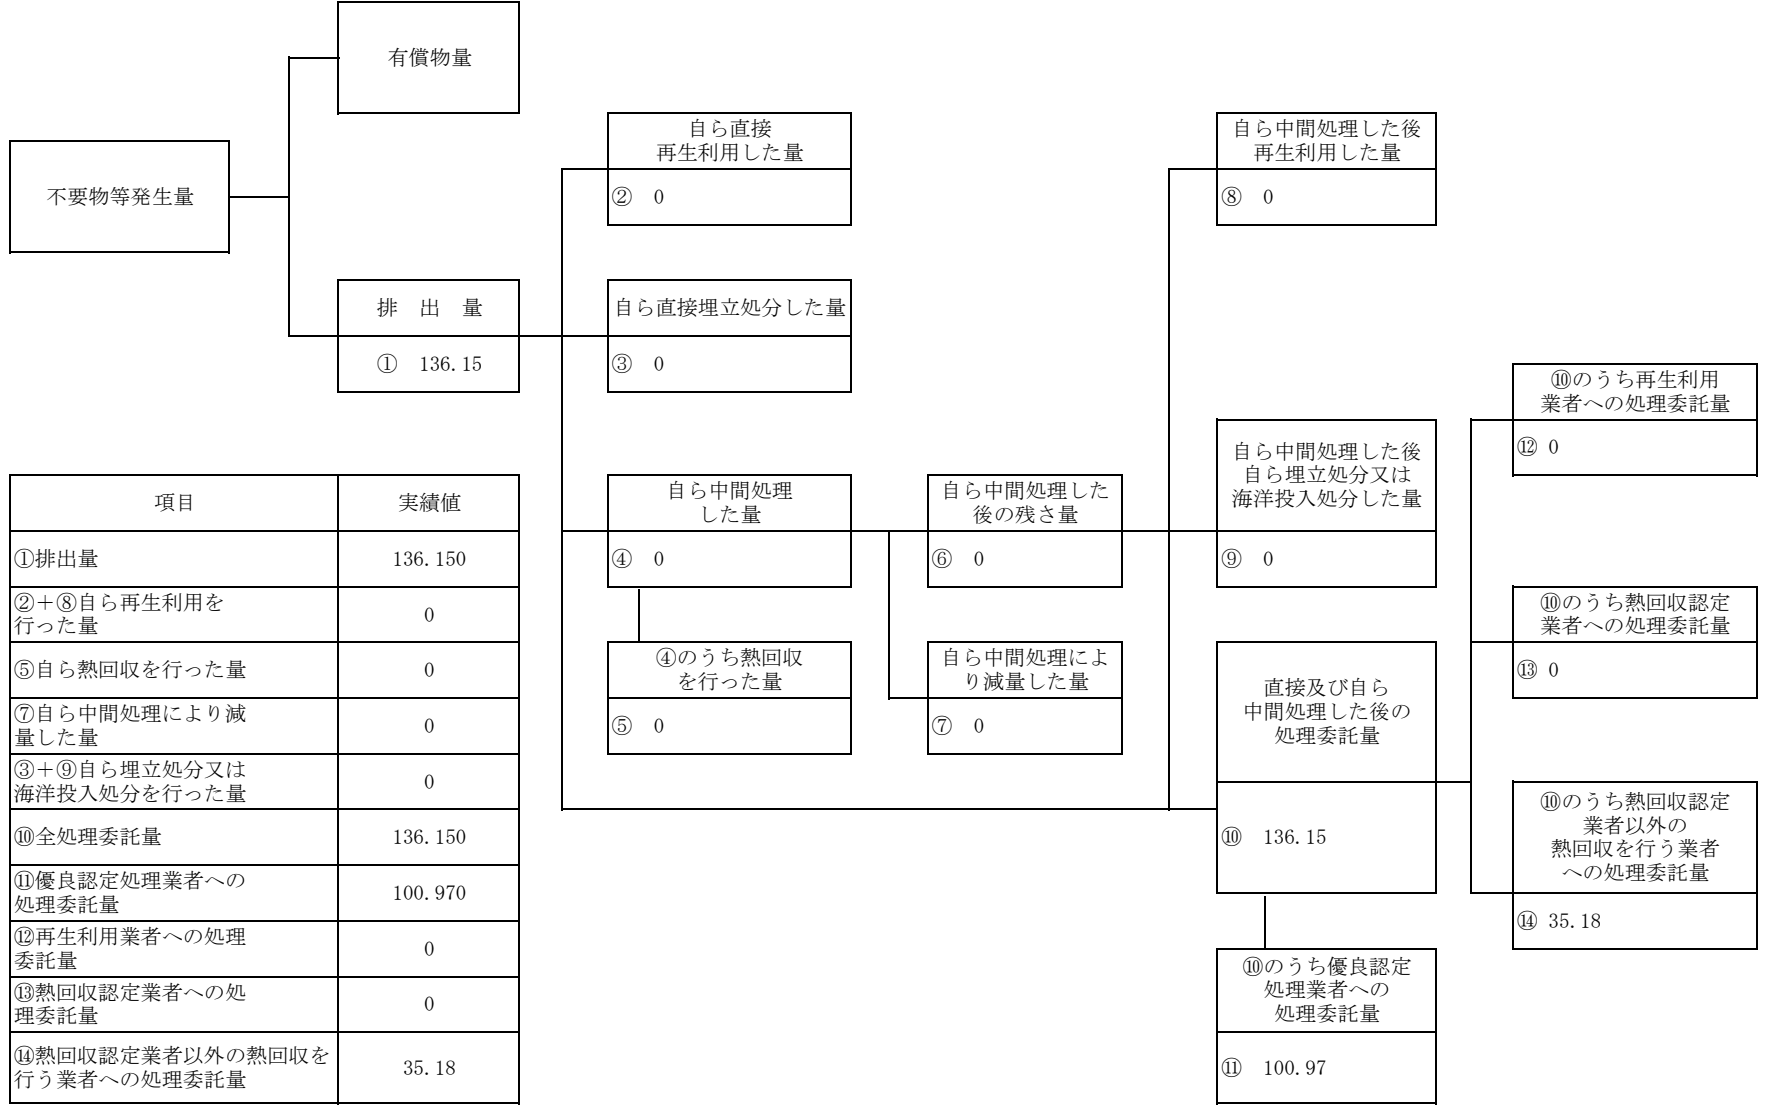 有償物量
不要物等発生量
排　出　量
①　136.15
自ら直接
再生利用した量
②　0
自ら直接埋立処分した量
③　0
自ら中間処理
した量
④　0
④のうち熱回収
を行った量
⑤　0
自ら中間処理した
後の残さ量
⑥　0
自ら中間処理によ
り減量した量
⑦　0
自ら中間処理した後
再生利用した量
⑧　0
自ら中間処理した後
自ら埋立処分又は
海洋投入処分した量
⑨　0
直接及び自ら
中間処理した後の
処理委託量
⑩　136.15
⑩のうち優良認定
処理業者への
処理委託量
⑪　100.97
⑩のうち再生利用
業者への処理委託量
⑫ 0
⑩のうち熱回収認定
業者への処理委託量
⑬ 0
⑩のうち熱回収認定
業者以外の
熱回収を行う業者
への処理委託量
⑭ 35.18
項目　実績値
①排出量　136.150
②＋⑧自ら再生利用を
行った量　0
⑤自ら熱回収を行った量　0
⑦自ら中間処理により減
量した量　0
③＋⑨自ら埋立処分又は
海洋投入処分を行った量　0
⑩全処理委託量　136.150
⑪優良認定処理業者への
処理委託量　100.970
⑫再生利用業者への処理
委託量　0
⑬熱回収認定業者への処
理委託量　0
⑭熱回収認定業者以外の熱回収を
行う業者への処理委託量　35.18